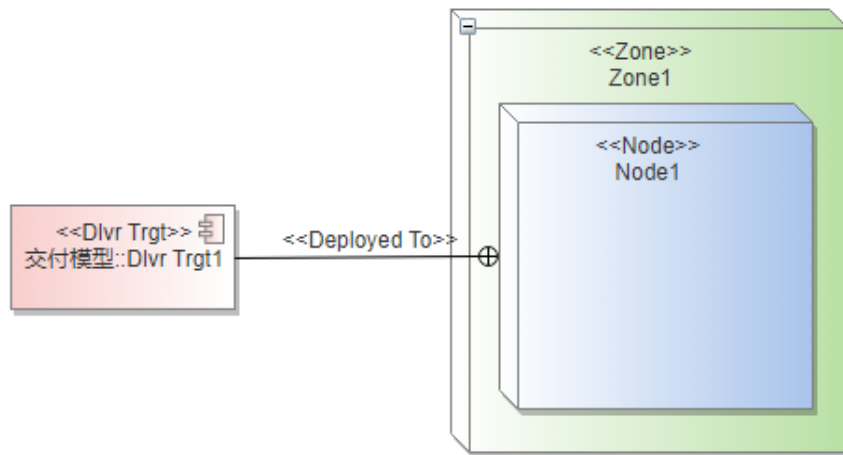 <<Zone>>
Zone1
<<Node>>
Node1
<<Dlvr Trgt>>
交付模型::Dlvr Trgt1
<<Deployed To>>